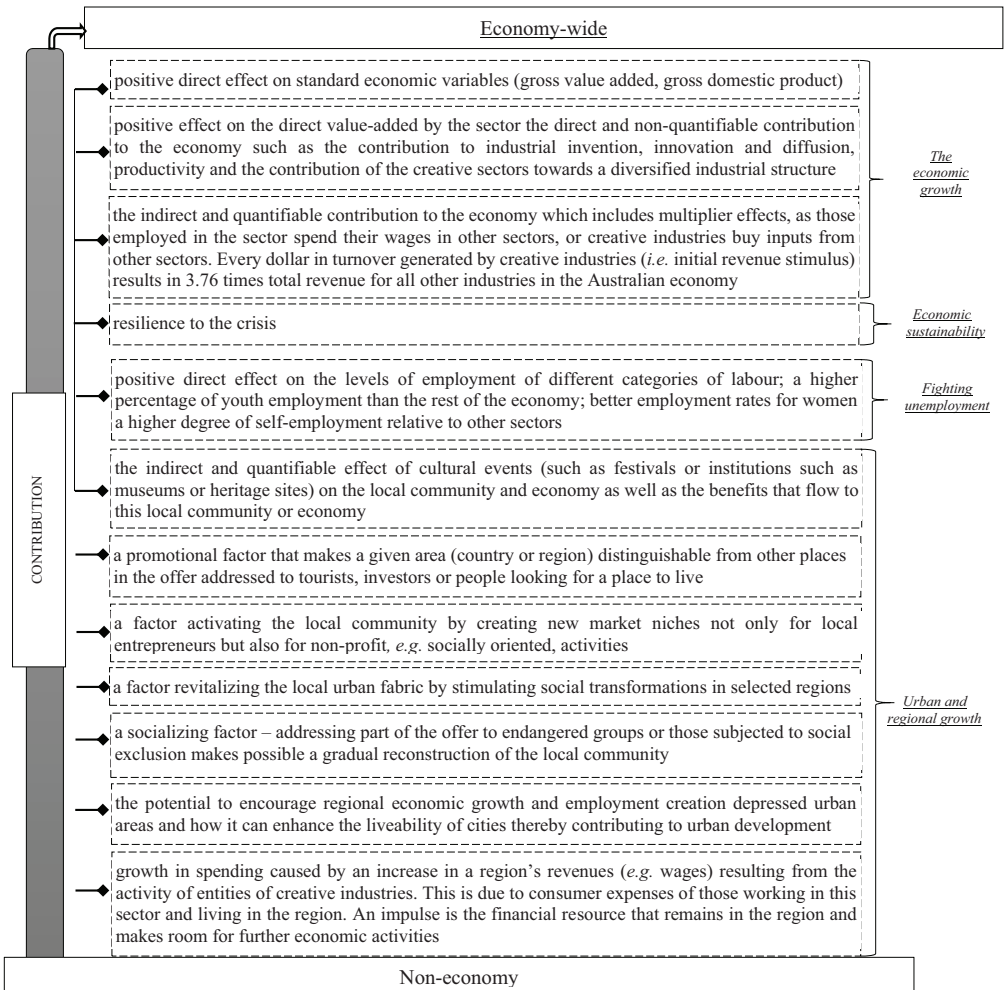 Economy-wide
positive direct effect on standard economic variables (gross value added, gross domestic product)
positive effect on the direct value-added by the sector the direct and non-quantifiable contribution
to the economy such as the contribution to industrial invention, innovation and diffusion,
productivity and the contribution of the creative sectors towards a diversified industrial structure
the indirect and quantifiable contribution to the economy which includes multiplier effects, as those
employed in the sector spend their wages in other sectors, or creative industries buy inputs from
other sectors. Every dollar in turnover generated by creative industries (i.e. initial revenue stimulus)
results in 3.76 times total revenue for all other industries in the Australian economy
The
economic
growth
resilience to the crisis
Economic
sustainability
positive direct effect on the levels of employment of different categories of labour; a higher
percentage of youth employment than the rest of the economy; better employment rates for women
a higher degree of self-employment relative to other sectors
Fighting
unemployment
CONTRIBUTION
the indirect and quantifiable effect of cultural events (such as festivals or institutions such as
museums or heritage sites) on the local community and economy as well as the benefits that flow to
this local community or economy
a promotional factor that makes a given area (country or region) distinguishable from other places
in the offer addressed to tourists, investors or people looking for a place to live
a factor activating the local community by creating new market niches not only for local
entrepreneurs but also for non-profit, e.g. socially oriented, activities
a factor revitalizing the local urban fabric by stimulating social transformations in selected regions
a socializing factor – addressing part of the offer to endangered groups or those subjected to social
exclusion makes possible a gradual reconstruction of the local community
the potential to encourage regional economic growth and employment creation depressed urban
areas and how it can enhance the liveability of cities thereby contributing to urban development
growth in spending caused by an increase in a region's revenues (e.g. wages) resulting from the
activity of entities of creative industries. This is due to consumer expenses of those working in this
sector and living in the region. An impulse is the financial resource that remains in the region and
makes room for further economic activities
Urban and
regional growth
Non-economy